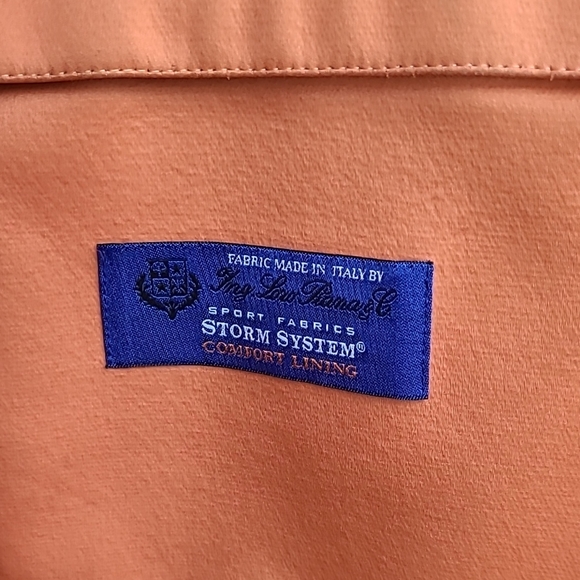 FABRIC MADE IN ITALY BY
Ing. Loro Piana & C.
SPORT FABRICS
STORM SYSTEM®
COMFORT LINING